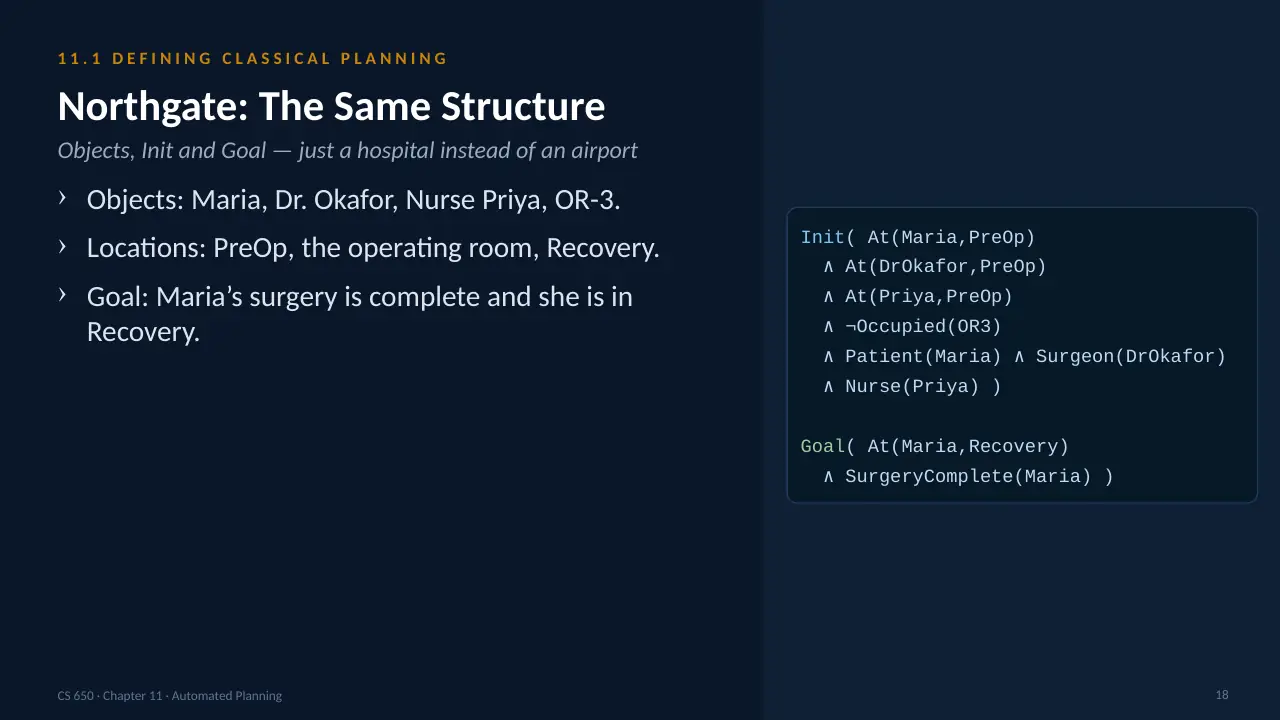 11.1 DEFINING CLASSICAL PLANNING
Northgate: The Same Structure
Objects, Init and Goal — just a hospital instead of an airport
› Objects: Maria, Dr. Okafor, Nurse Priya, OR-3.
› Locations: PreOp, the operating room, Recovery.
› Goal: Maria’s surgery is complete and she is in
Recovery.
Init( At(Maria,PreOp)
  ∧ At(DrOkafor,PreOp)
  ∧ At(Priya,PreOp)
  ∧ ¬Occupied(OR3)
  ∧ Patient(Maria) ∧ Surgeon(DrOkafor)
  ∧ Nurse(Priya) )
Goal( At(Maria,Recovery)
  ∧ SurgeryComplete(Maria) )
CS 650 · Chapter 11 · Automated Planning
18